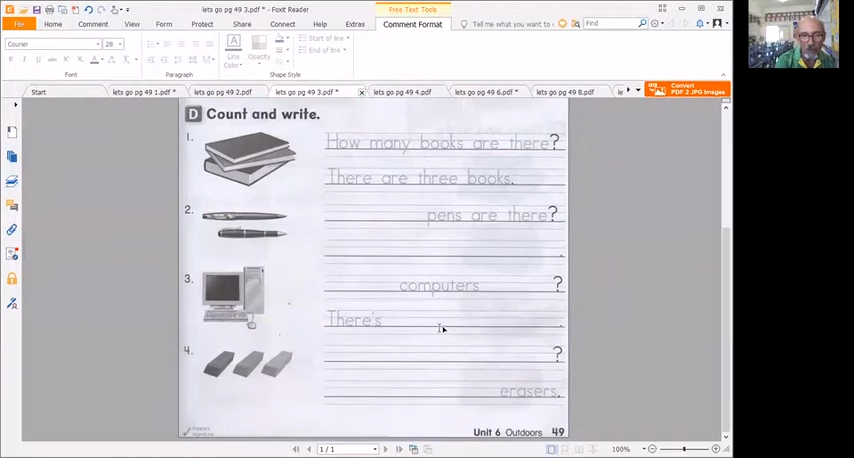 lets go pg 49 3.pdf * - Foxit Reader
Free Text Tools
File Home Comment View Form Protect Share Connect Help Extras Comment Format Tell me what you want... Find
Courier 28
Line Color Opacity
Start of line
End of line
Font Paragraph Shape Style
Start lets go pg 49 1.pdf * lets go pg 49 2.pdf lets go pg 49 3.pdf * lets go pg 49 4.pdf lets go pg 49 6.pdf * lets go pg 49 8.pdf
Convert PDF 2 JPG Images
D Count and write.
1. How many books are there?
There are three books.
2. pens are there?
.
3. computers ?
There's .
4. ?
erasers.
Unit 6 Outdoors 49
1 / 1
100%